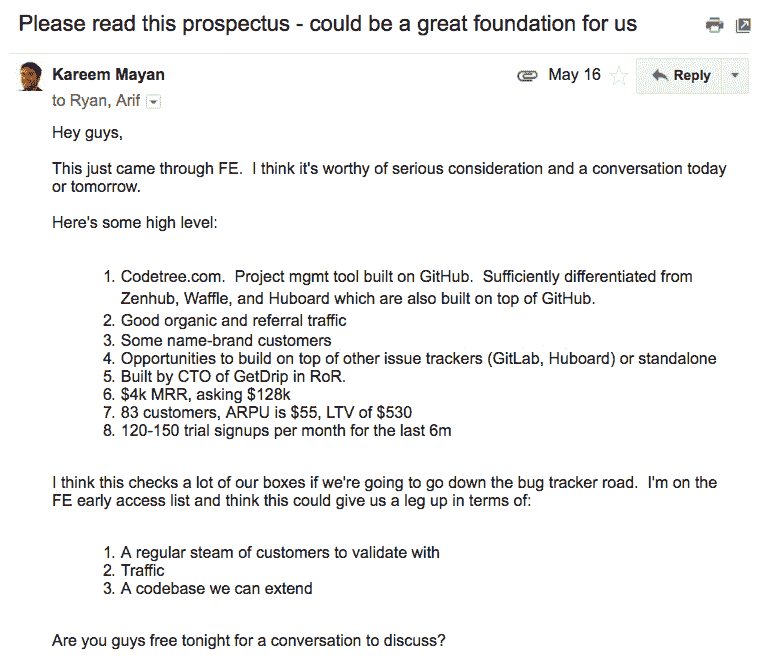 Please read this prospectus - could be a great foundation for us
Kareem Mayan
May 16
Reply
to Ryan, Arif
Hey guys,
This just came through FE.  I think it's worthy of serious consideration and a conversation today
or tomorrow.
Here's some high level:
1. Codetree.com.  Project mgmt tool built on GitHub.  Sufficiently differentiated from
Zenhub, Waffle, and Huboard which are also built on top of GitHub.
2. Good organic and referral traffic
3. Some name-brand customers
4. Opportunities to build on top of other issue trackers (GitLab, Huboard) or standalone
5. Built by CTO of GetDrip in RoR.
6. $4k MRR, asking $128k
7. 83 customers, ARPU is $55, LTV of $530
8. 120-150 trial signups per month for the last 6m
I think this checks a lot of our boxes if we're going to go down the bug tracker road.  I'm on the
FE early access list and think this could give us a leg up in terms of:
1. A regular steam of customers to validate with
2. Traffic
3. A codebase we can extend
Are you guys free tonight for a conversation to discuss?